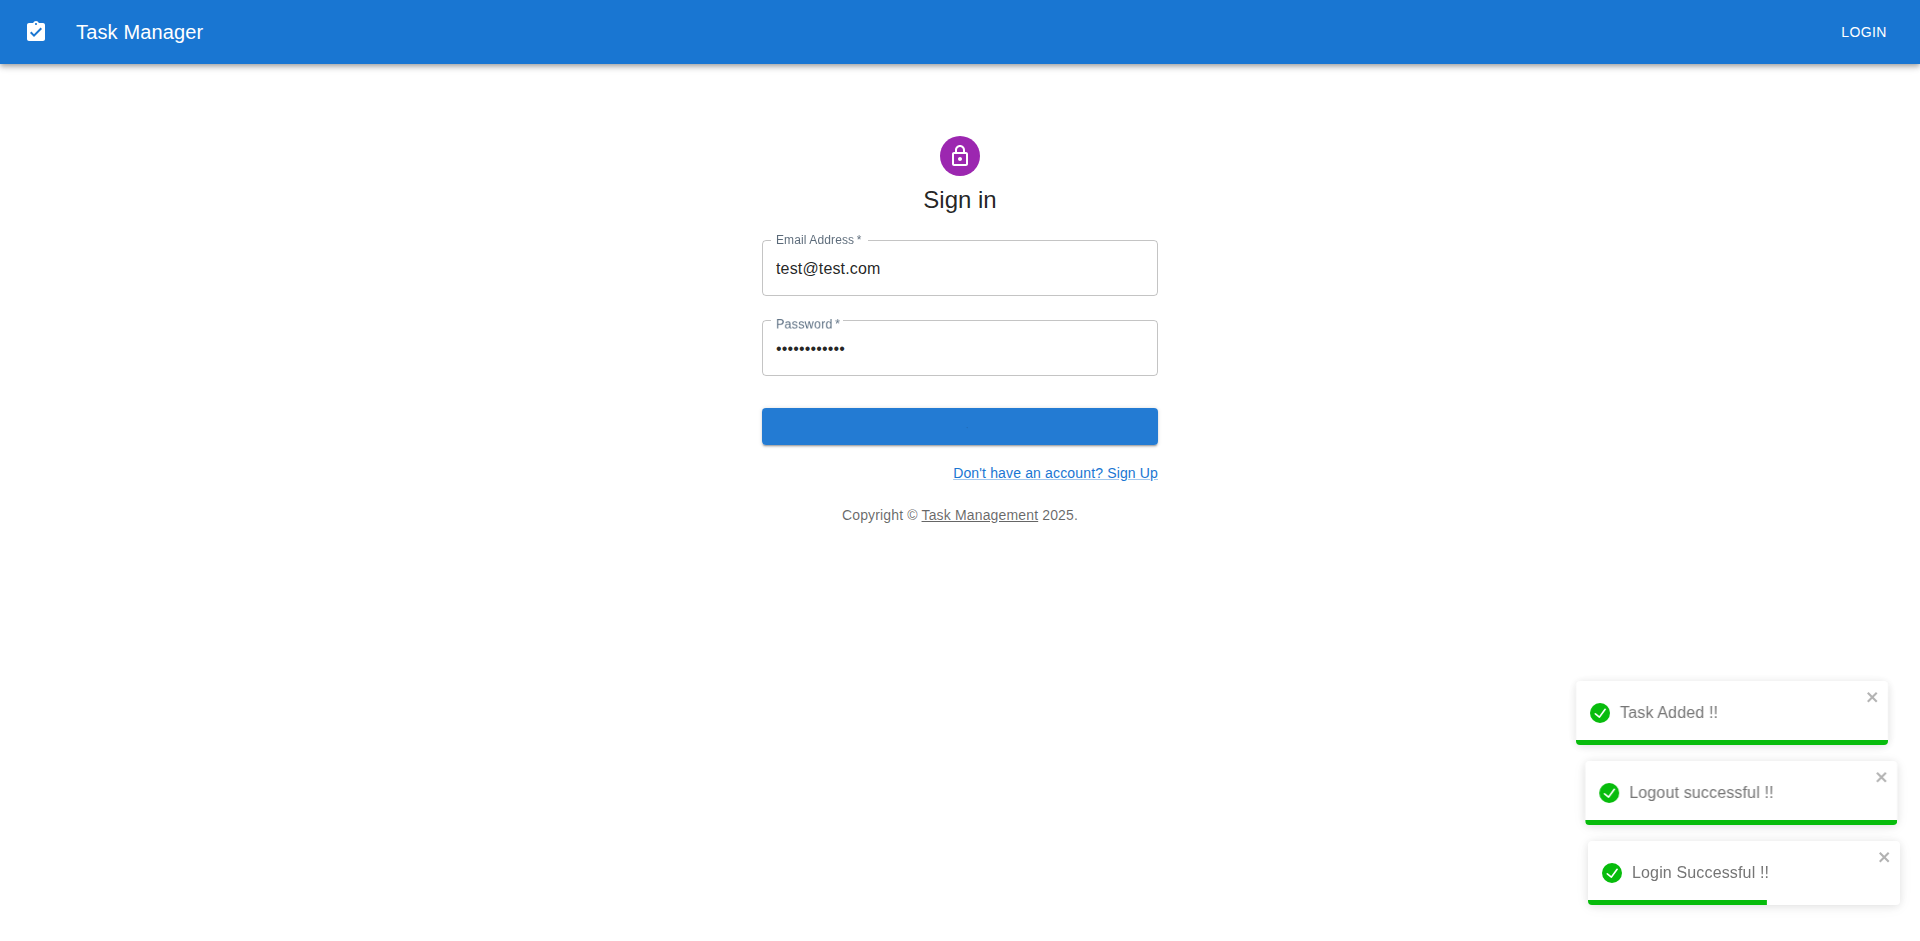 Task Manager
LOGIN
Sign in
Email Address *
test@test.com
Password *
••••••••••••
Don't have an account? Sign Up
Copyright © Task Management 2025.
Task Added !!
Logout successful !!
Login Successful !!